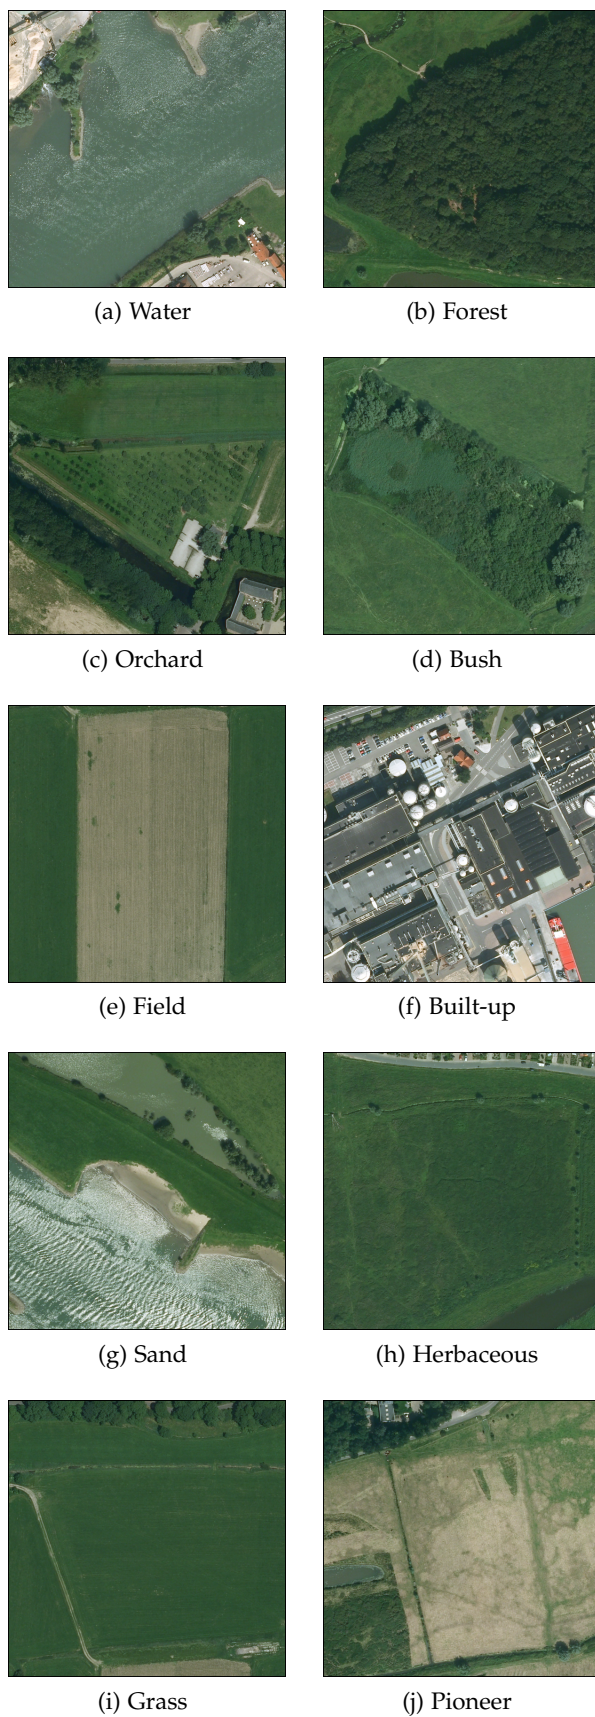 (a) Water
(b) Forest
(c) Orchard
(d) Bush
(e) Field
(f) Built-up
(g) Sand
(h) Herbaceous
(i) Grass
(j) Pioneer